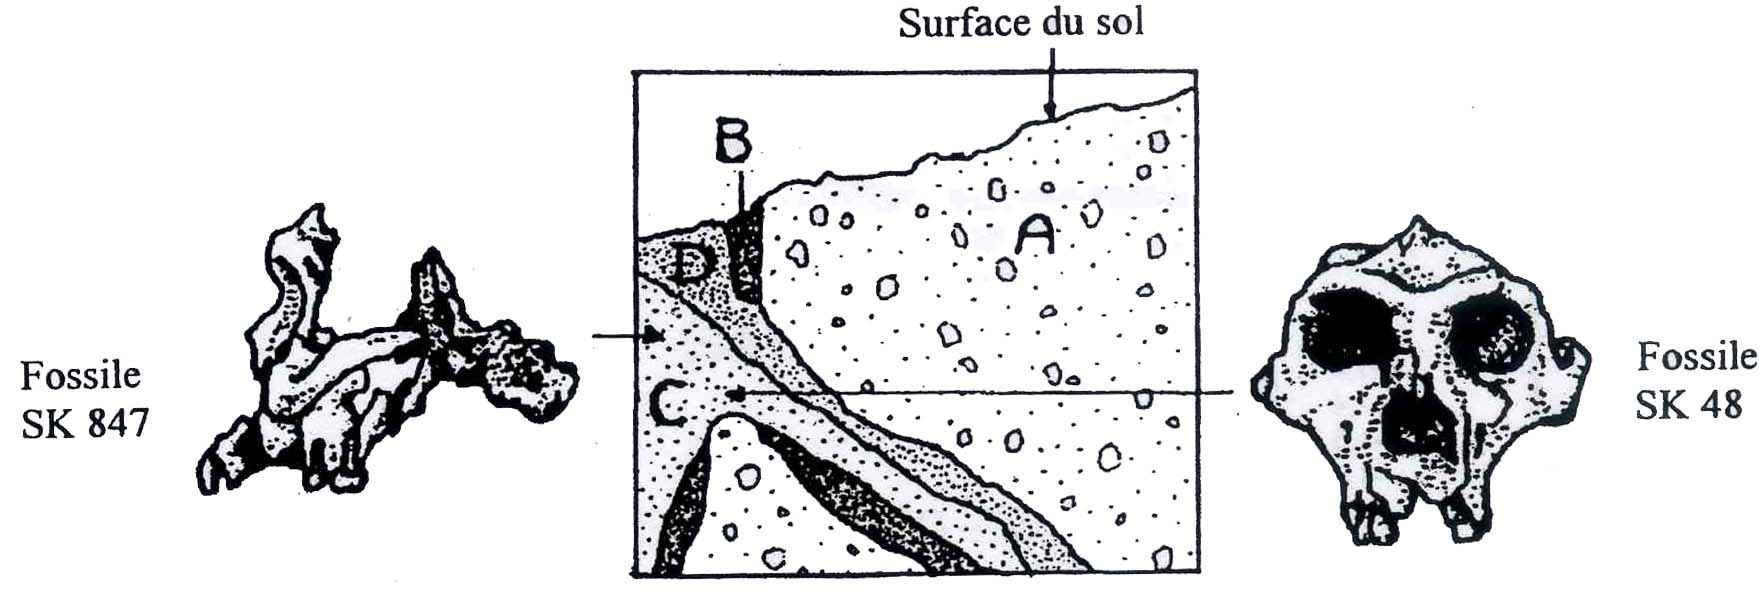 Surface du sol
B
A
D
C
Fossile
SK 847
Fossile
SK 48